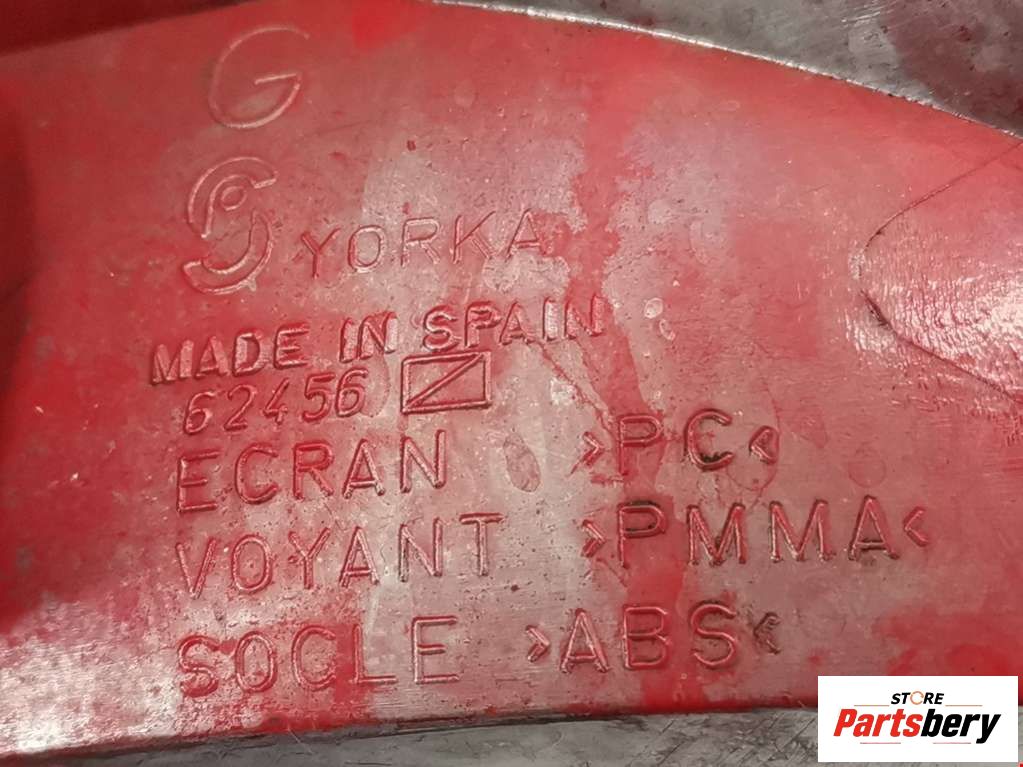 G
YORKA
MADE IN SPAIN
62456
ECRAN >PC<
VOYANT >PMMA<
SOCLE >ABS<
STORE
Partsbery